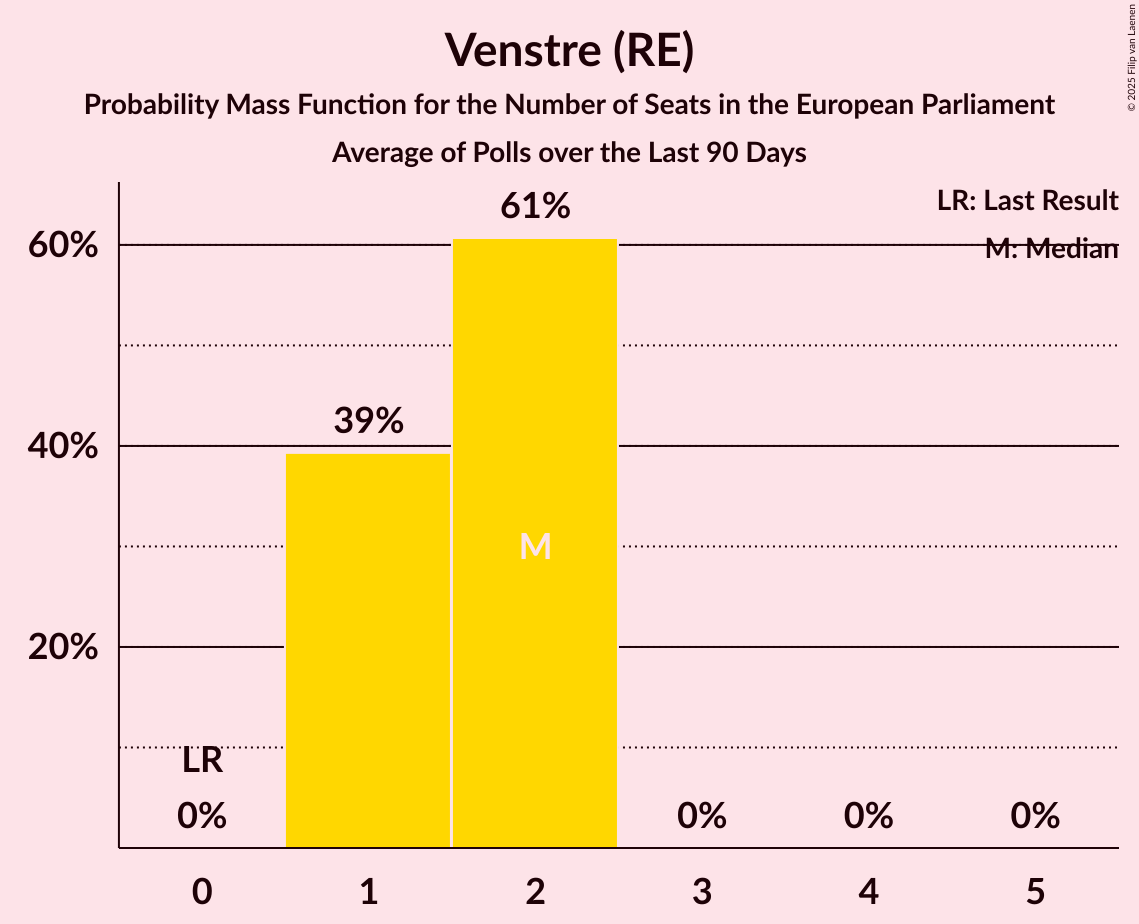 Venstre (RE)
Probability Mass Function for the Number of Seats in the European Parliament
Average of Polls over the Last 90 Days
© 2025 Filip van Laenen
LR: Last Result
M: Median
61%
60%
39%
40%
M
20%
LR
0%
0%
0%
0%
0
1
2
3
4
5